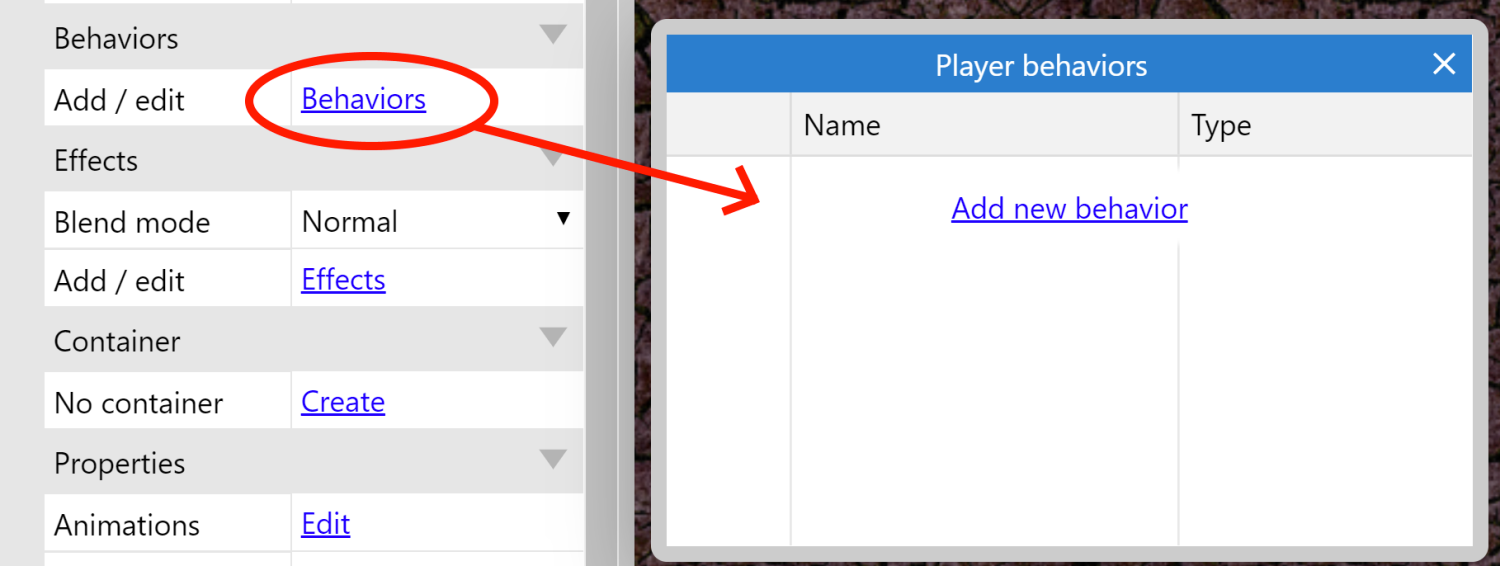 Behaviors
Add / edit Behaviors
Effects
Blend mode Normal
Add / edit Effects
Container
No container Create
Properties
Animations Edit
Player behaviors
Name Type
Add new behavior